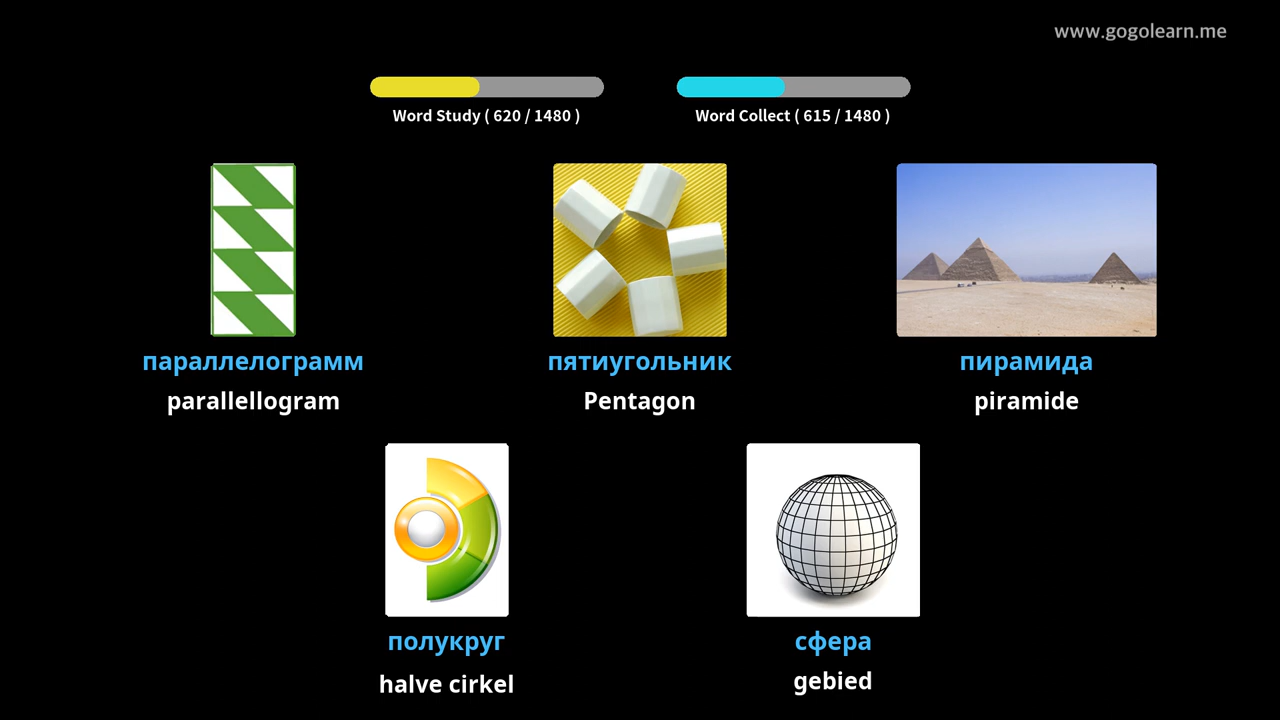 www.gogolearn.me
Word Study ( 620 / 1480 )
Word Collect ( 615 / 1480 )
параллелограмм
parallellogram
пятиугольник
Pentagon
пирамида
piramide
полукруг
halve cirkel
сфера
gebied